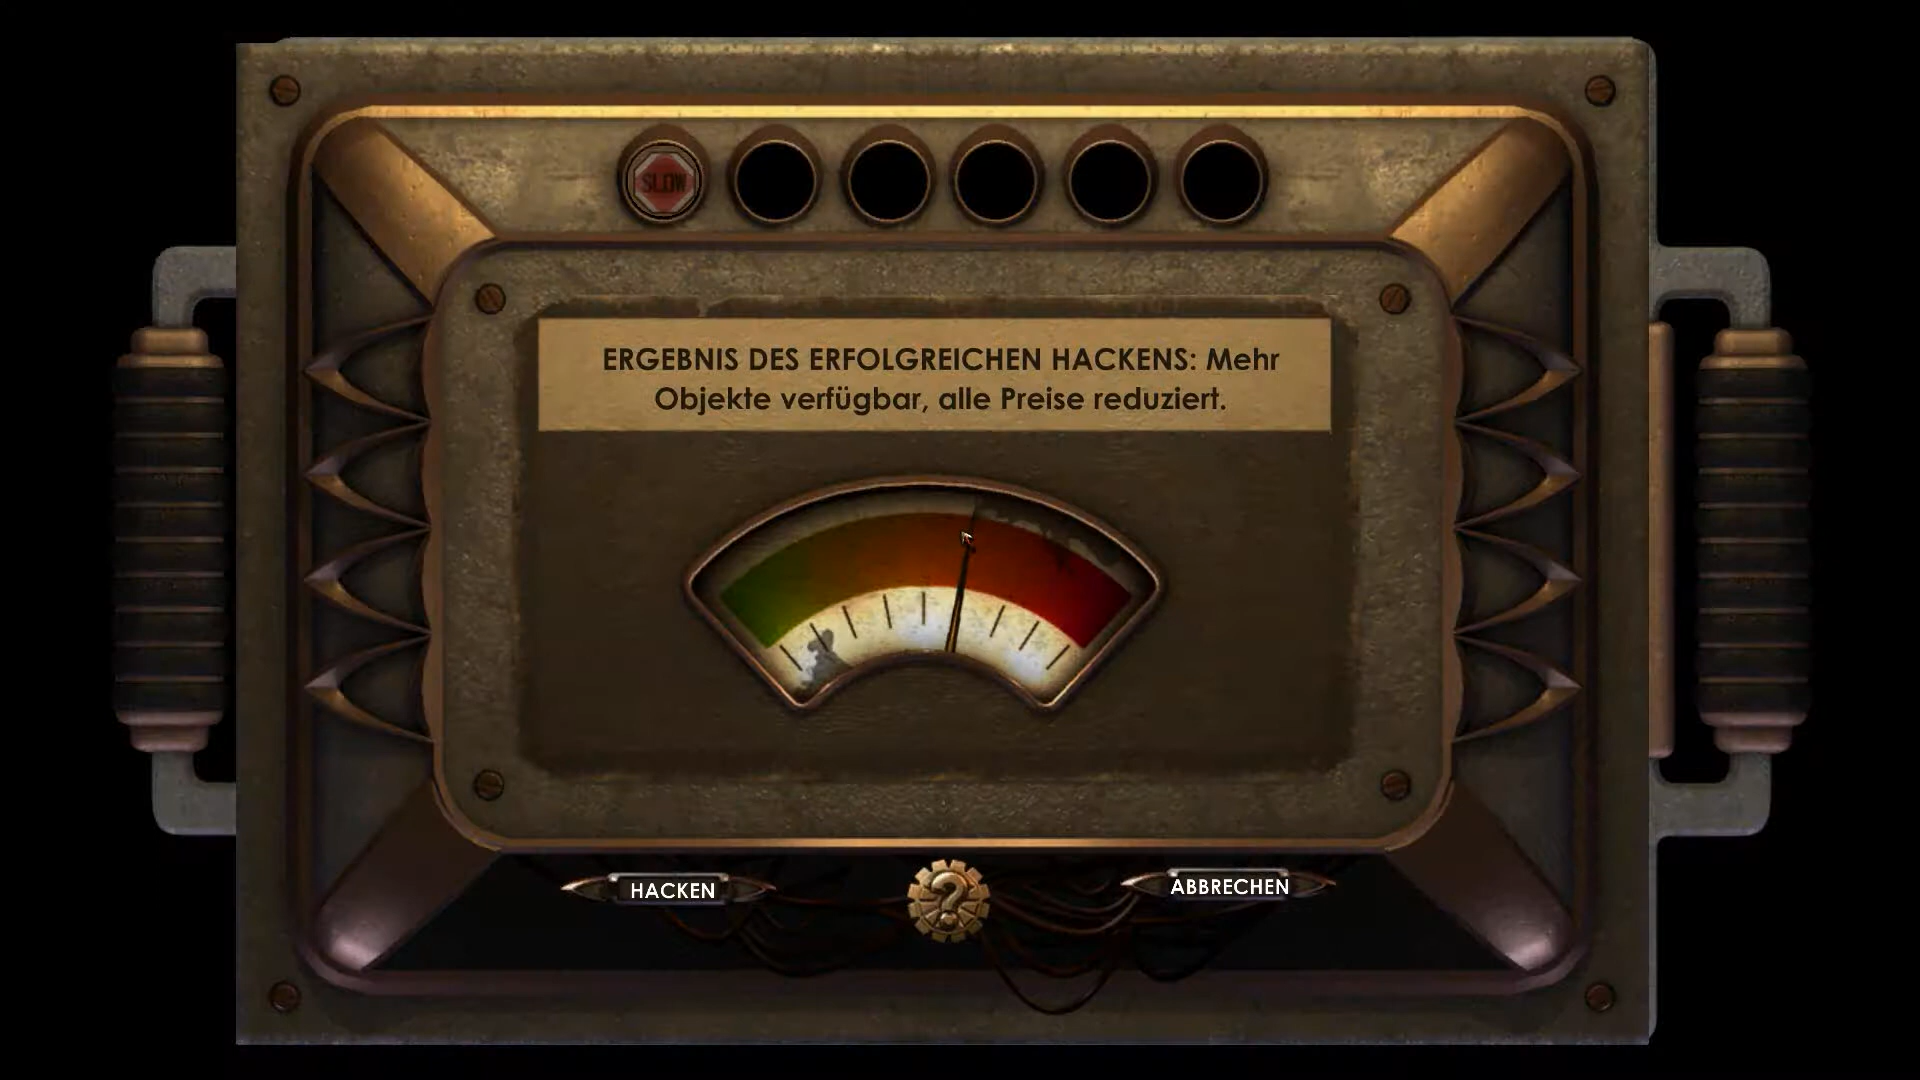 SLOW
ERGEBNIS DES ERFOLGREICHEN HACKENS: Mehr
Objekte verfügbar, alle Preise reduziert.
HACKEN
?
ABBRECHEN